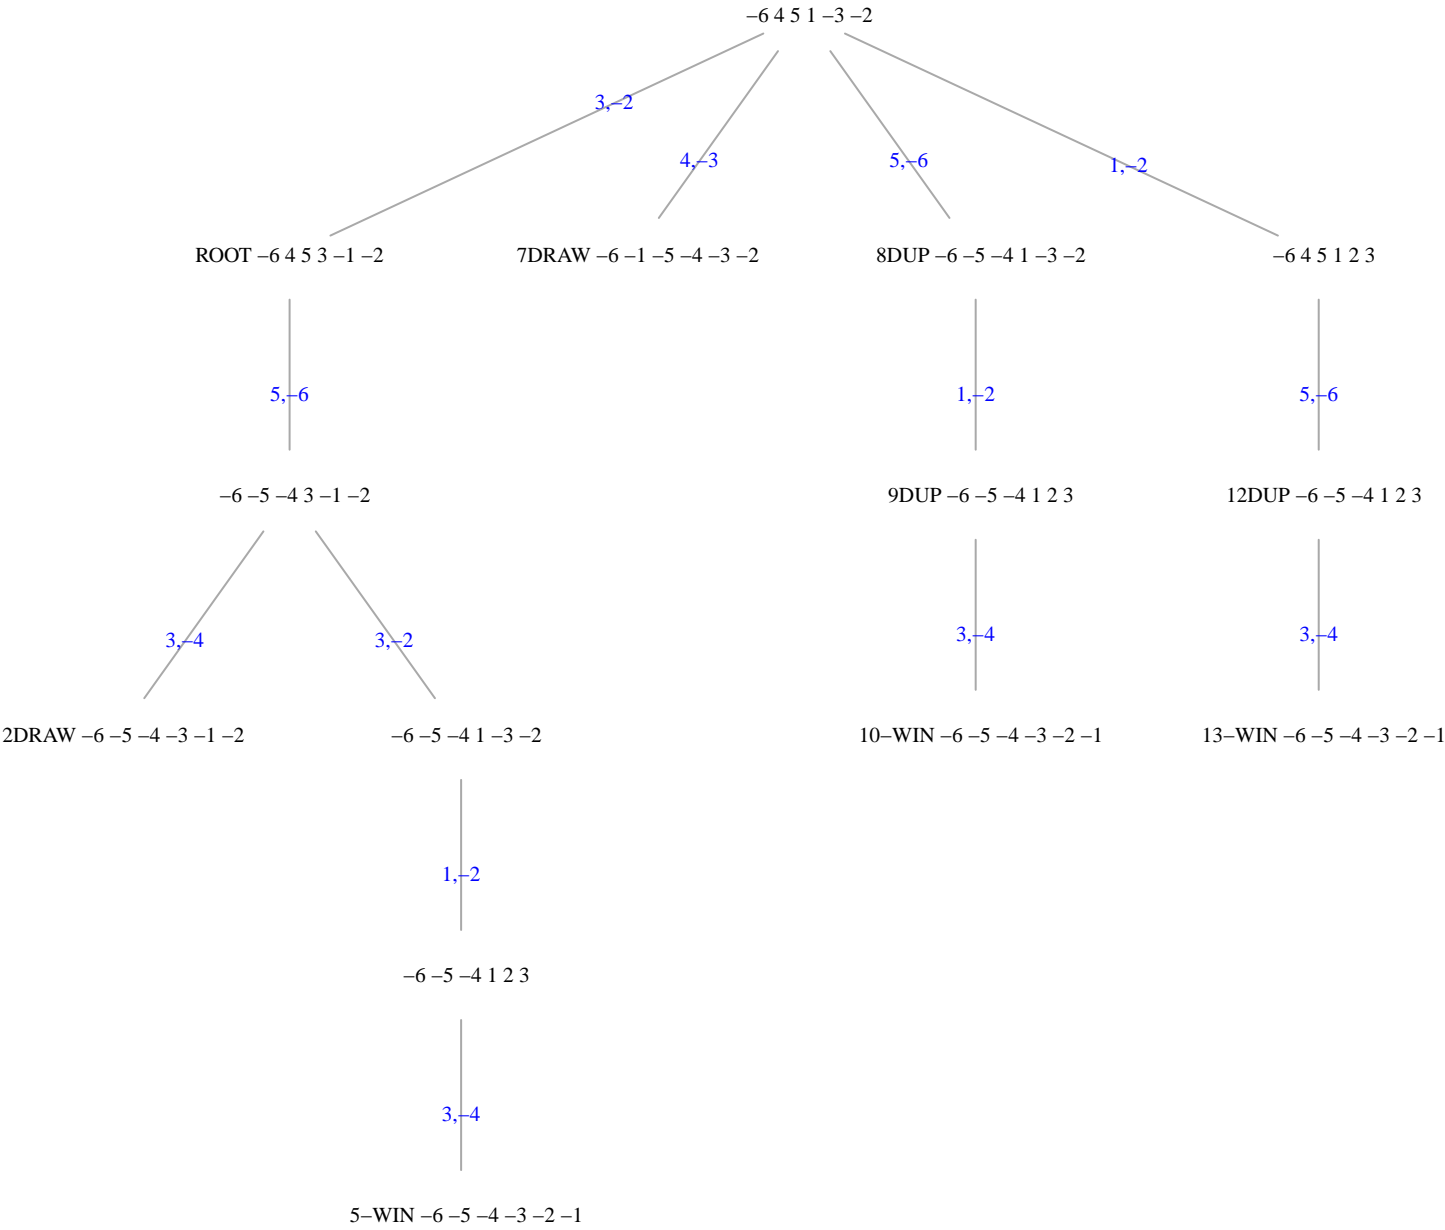 −6 4 5 1 −3 −2
3,−2
4,−3
5,−6
1,−2
ROOT −6 4 5 3 −1 −2
7DRAW −6 −1 −5 −4 −3 −2
8DUP −6 −5 −4 1 −3 −2
−6 4 5 1 2 3
5,−6
1,−2
5,−6
−6 −5 −4 3 −1 −2
9DUP −6 −5 −4 1 2 3
12DUP −6 −5 −4 1 2 3
3,−4
3,−2
3,−4
3,−4
2DRAW −6 −5 −4 −3 −1 −2
−6 −5 −4 1 −3 −2
10−WIN −6 −5 −4 −3 −2 −1
13−WIN −6 −5 −4 −3 −2 −1
1,−2
−6 −5 −4 1 2 3
3,−4
5−WIN −6 −5 −4 −3 −2 −1